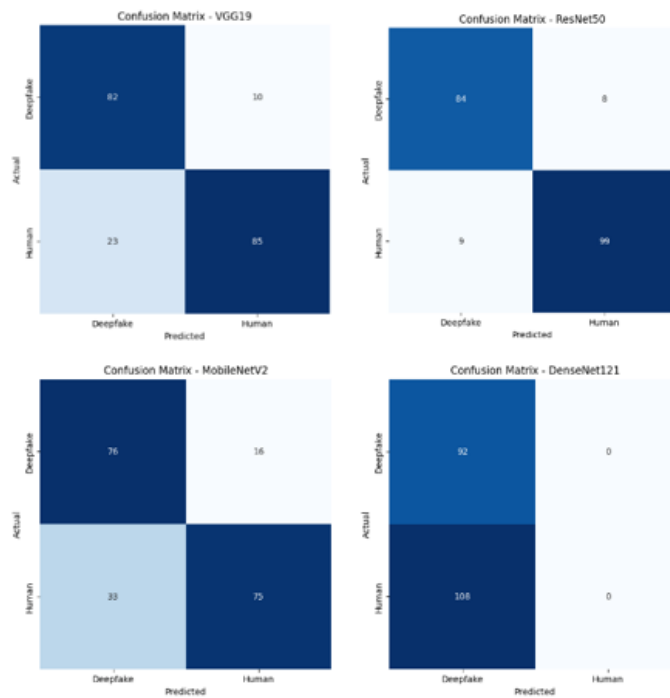 Confusion Matrix - VGG19
Deepfake
82
10
Actual
Human
23
85
Deepfake
Human
Predicted
Confusion Matrix - ResNet50
Deepfake
84
8
Actual
Human
9
99
Deepfake
Human
Predicted
Confusion Matrix - MobileNetV2
Deepfake
76
16
Actual
Human
33
75
Deepfake
Human
Predicted
Confusion Matrix - DenseNet121
Deepfake
92
0
Actual
Human
108
0
Deepfake
Human
Predicted